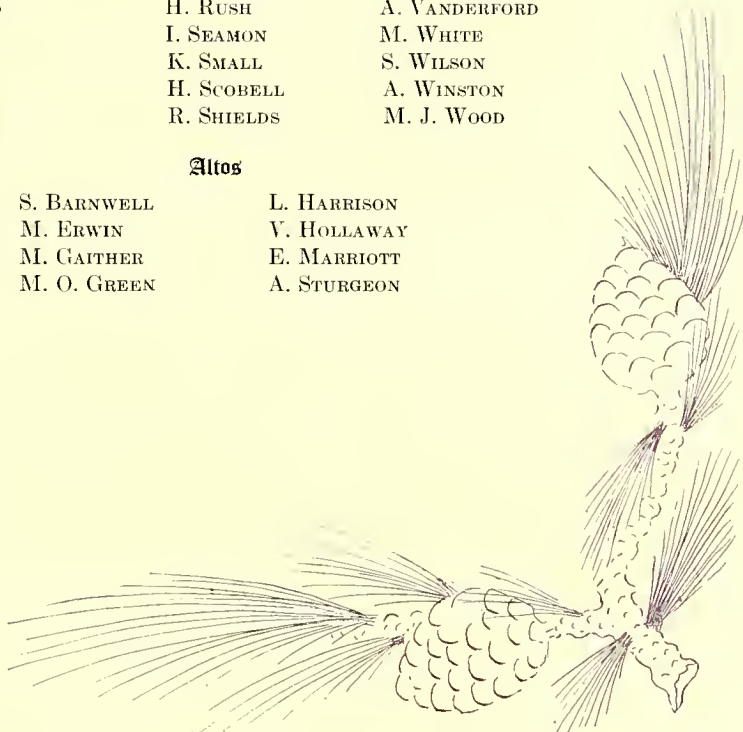 H. RUSH A. VANDERFORD
I. SEAMON M. WHITE
K. SMALL S. WILSON
H. SCOBELL A. WINSTON
R. SHIELDS M. J. WOOD
Altos
S. BARNWELL L. HARRISON
M. ERWIN V. HOLLAWAY
M. GAITHER E. MARRIOTT
M. O. GREEN A. STURGEON